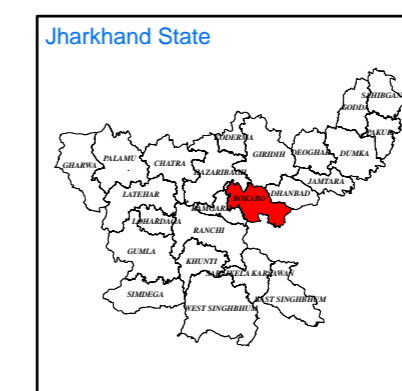 Jharkhand State
SAHIBGAN
GODDA
PAKUR
KODERMA
GIRIDIH
DEOGHAR
DUMKA
GHARWA
PALAMU
CHATRA
HAZARIBAGH
JAMTARA
LATEHAR
BOKARO
DHANBAD
RAMGARH
LOHARDAGA
RANCHI
GUMLA
KHUNTI
SARAIKELA KARSAWAN
SIMDEGA
WEST SINGHBHUM
EAST SINGHBHUM